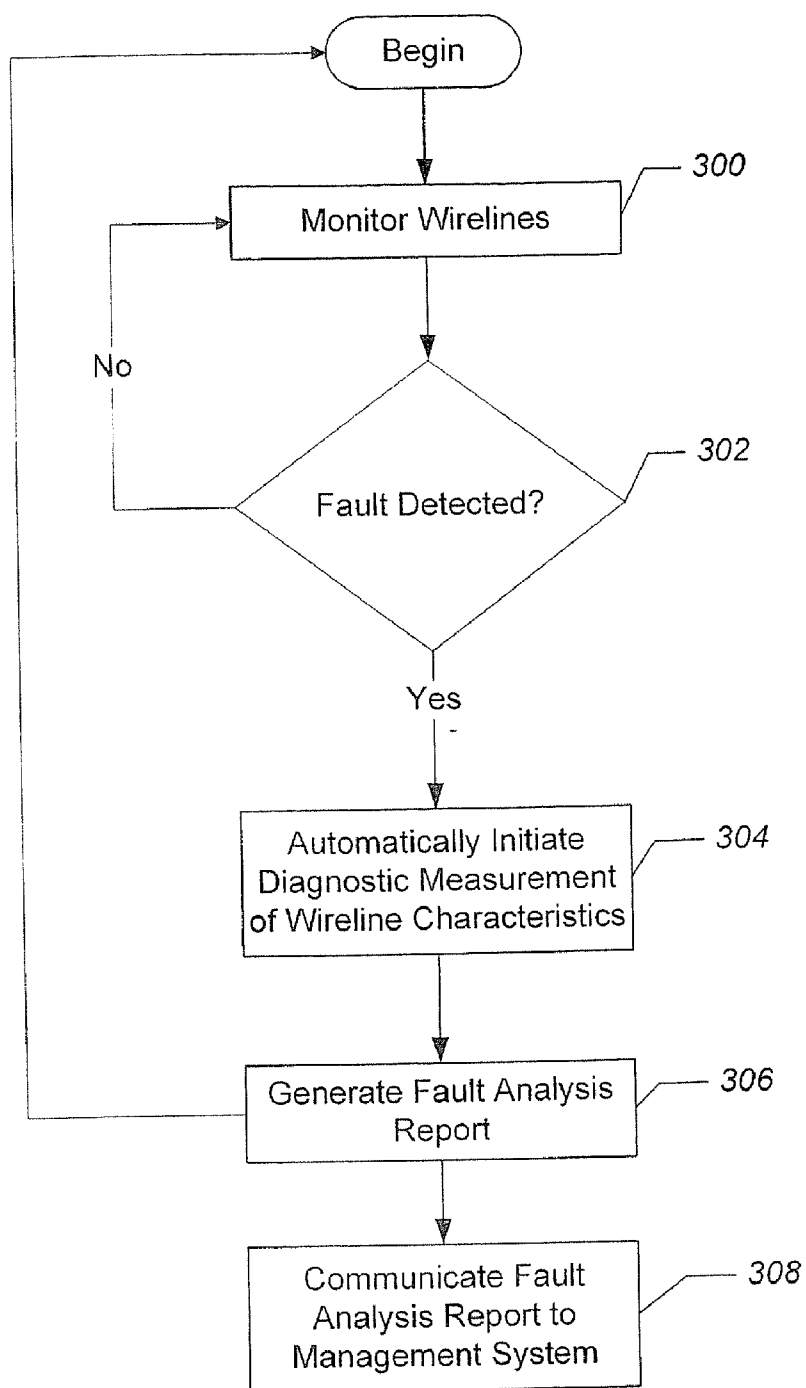 Begin
300
Monitor Wirelines
No
302
Fault Detected?
Yes
304
Automatically Initiate
Diagnostic Measurement
of Wireline Characteristics
306
Generate Fault Analysis
Report
308
Communicate Fault
Analysis Report to
Management System